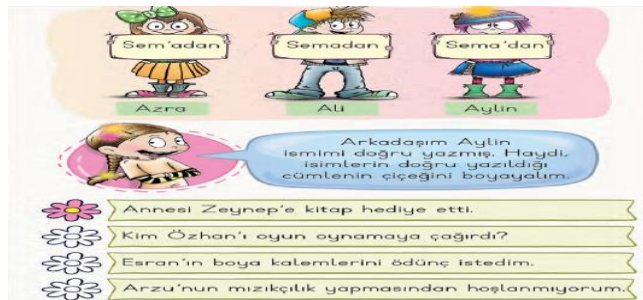 Sem'adan
Semadan
Sema'dan
Azra
Ali
Aylin
Arkadaşım Aylin
ismimi doğru yazmış. Haydi,
isimlerin doğru yazıldığı
cümlenin çiçeğini boyayalım.
Annesi Zeynep'e kitap hediye etti.
Kim Özhan'ı oyun oynamaya çağırdı?
Esran'ın boya kalemlerini ödünç istedim.
Arzu'nun mızıkçılık yapmasından hoşlanmıyorum.